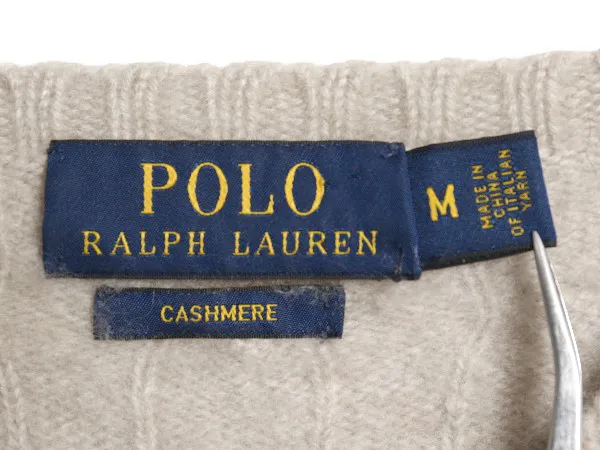 POLO
RALPH LAUREN
M
MADE IN
CHINA
OF ITALIAN
YARN
CASHMERE